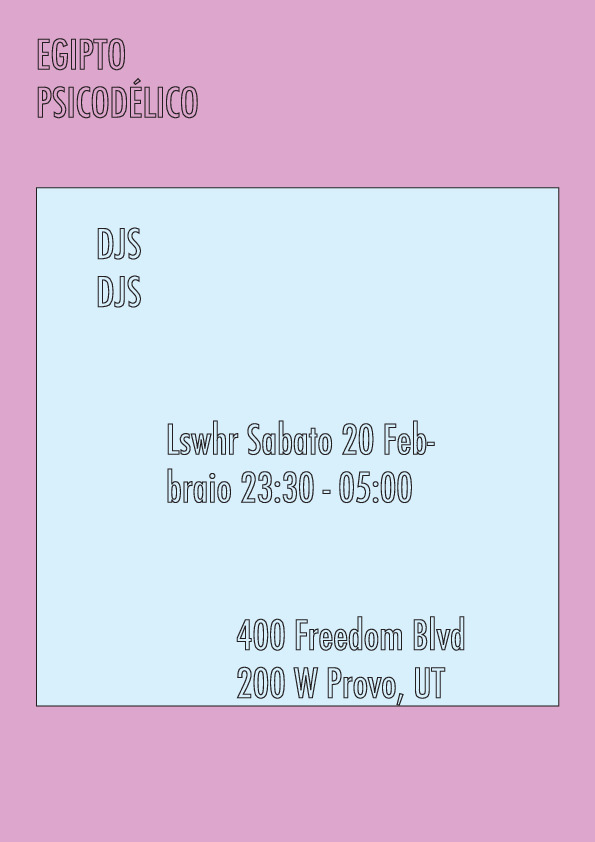 EGIPTO
PSICODÉLICO
DJS
DJS
Lswhr Sabato 20 Feb-
braio 23:30 - 05:00
400 Freedom Blvd
200 W Provo, UT